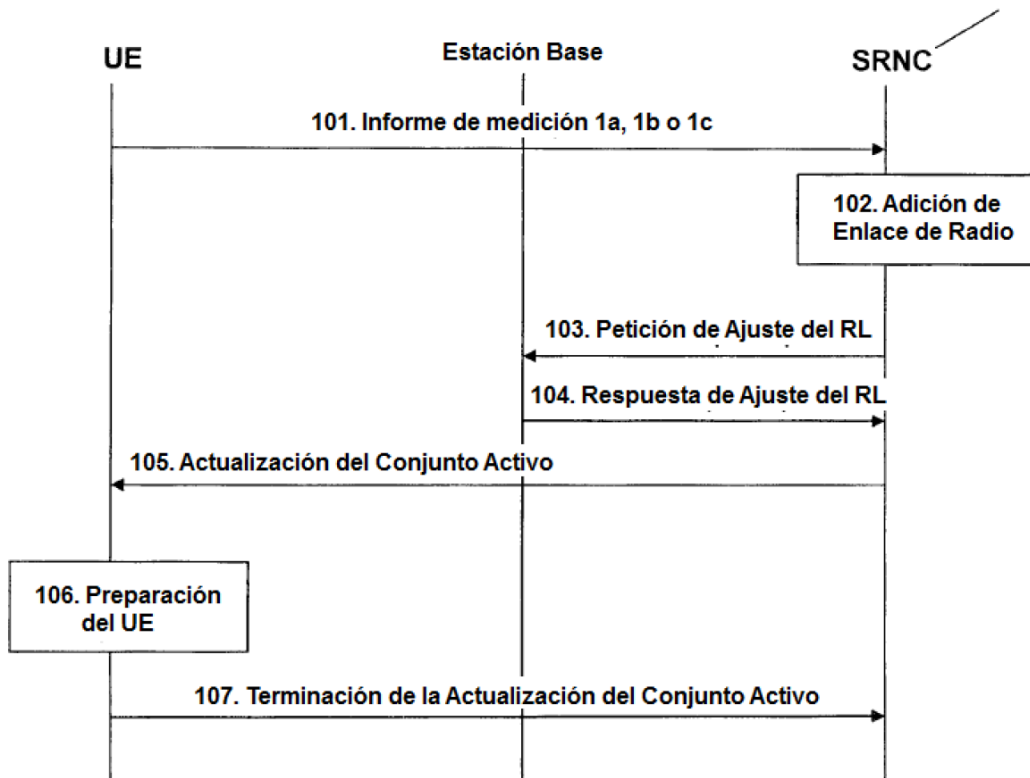 UE
Estación Base
SRNC
101. Informe de medición 1a, 1b o 1c
102. Adición de
Enlace de Radio
103. Petición de Ajuste del RL
104. Respuesta de Ajuste del RL
105. Actualización del Conjunto Activo
106. Preparación
del UE
107. Terminación de la Actualización del Conjunto Activo